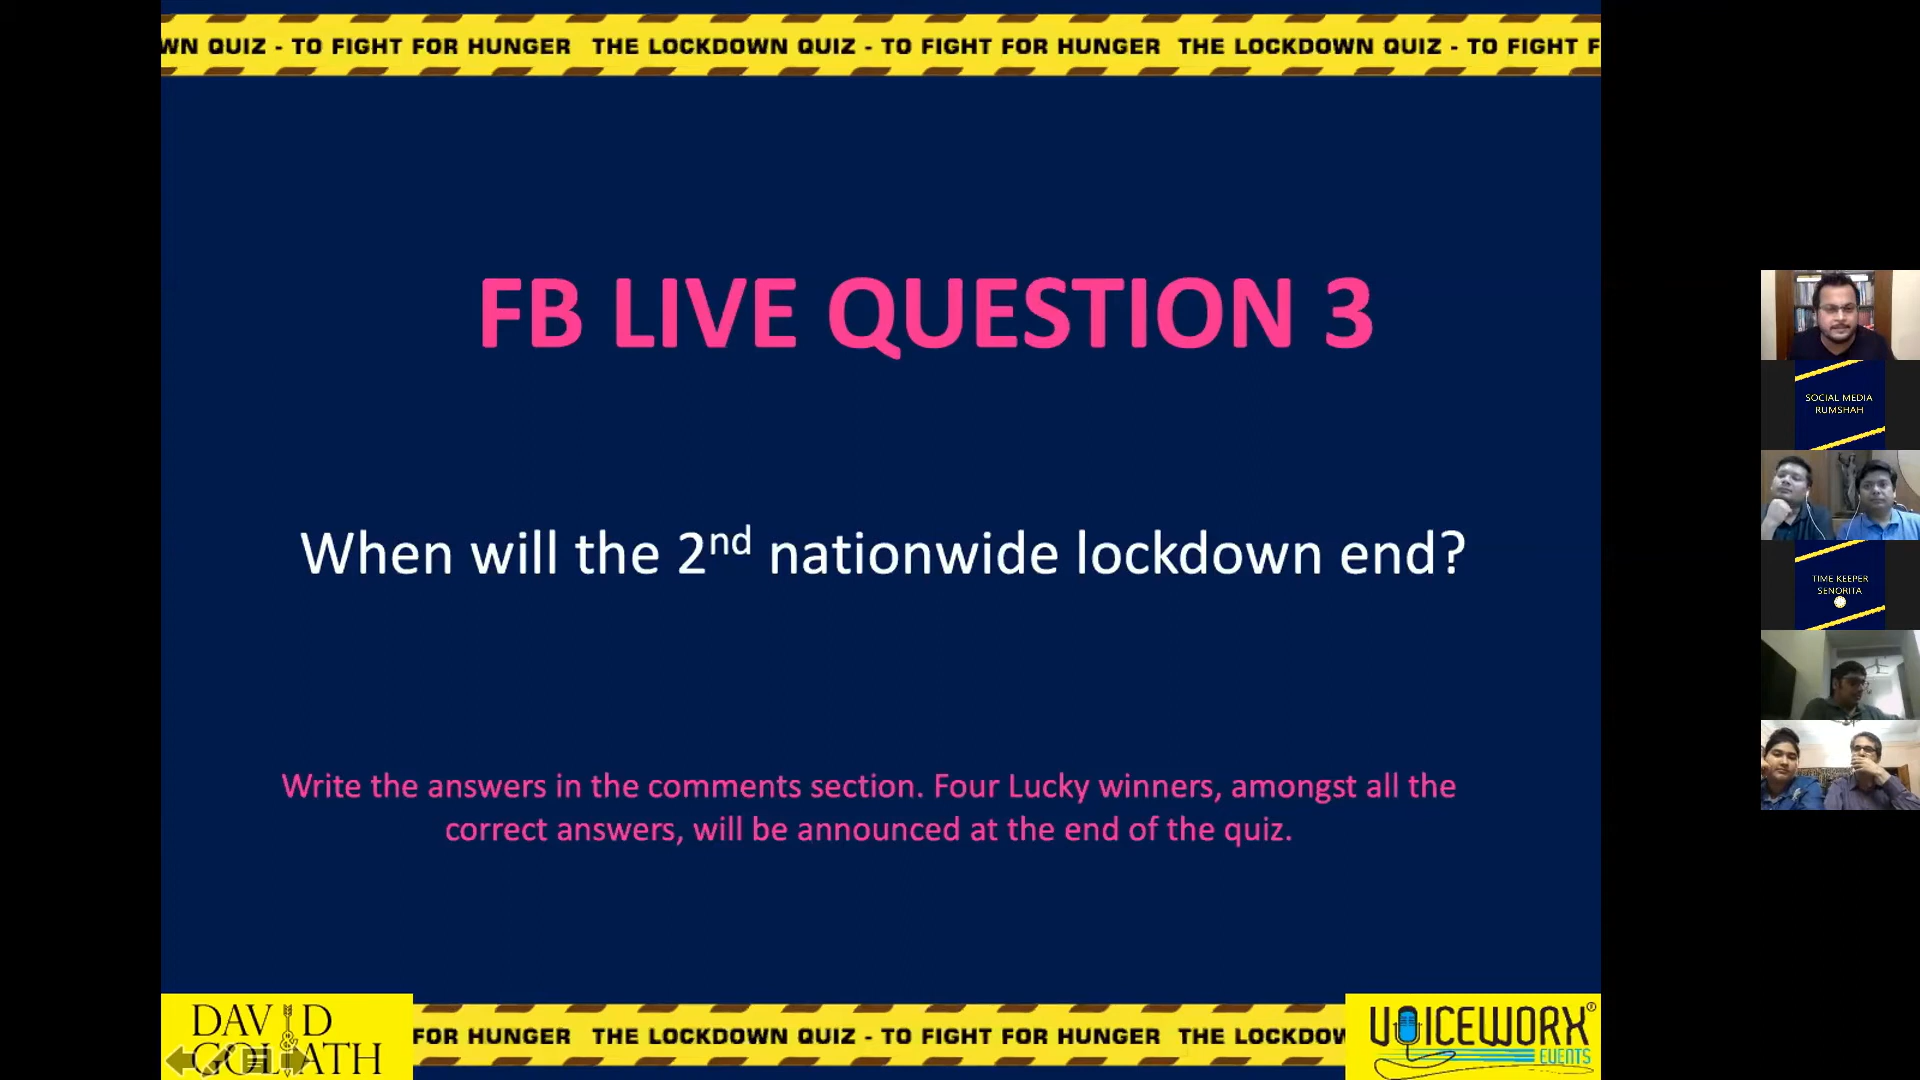 WN QUIZ - TO FIGHT FOR HUNGER THE LOCKDOWN QUIZ - TO FIGHT FOR HUNGER THE LOCKDOWN QUIZ - TO FIGHT F
FB LIVE QUESTION 3
When will the 2nd nationwide lockdown end?
Write the answers in the comments section. Four Lucky winners, amongst all the
correct answers, will be announced at the end of the quiz.
SOCIAL MEDIA
RUMSHAH
TIME KEEPER
SENORITA
DAVID
&
GOLIATH
FOR HUNGER THE LOCKDOWN QUIZ - TO FIGHT FOR HUNGER THE LOCKDOW
VOICEWORX®
EVENTS